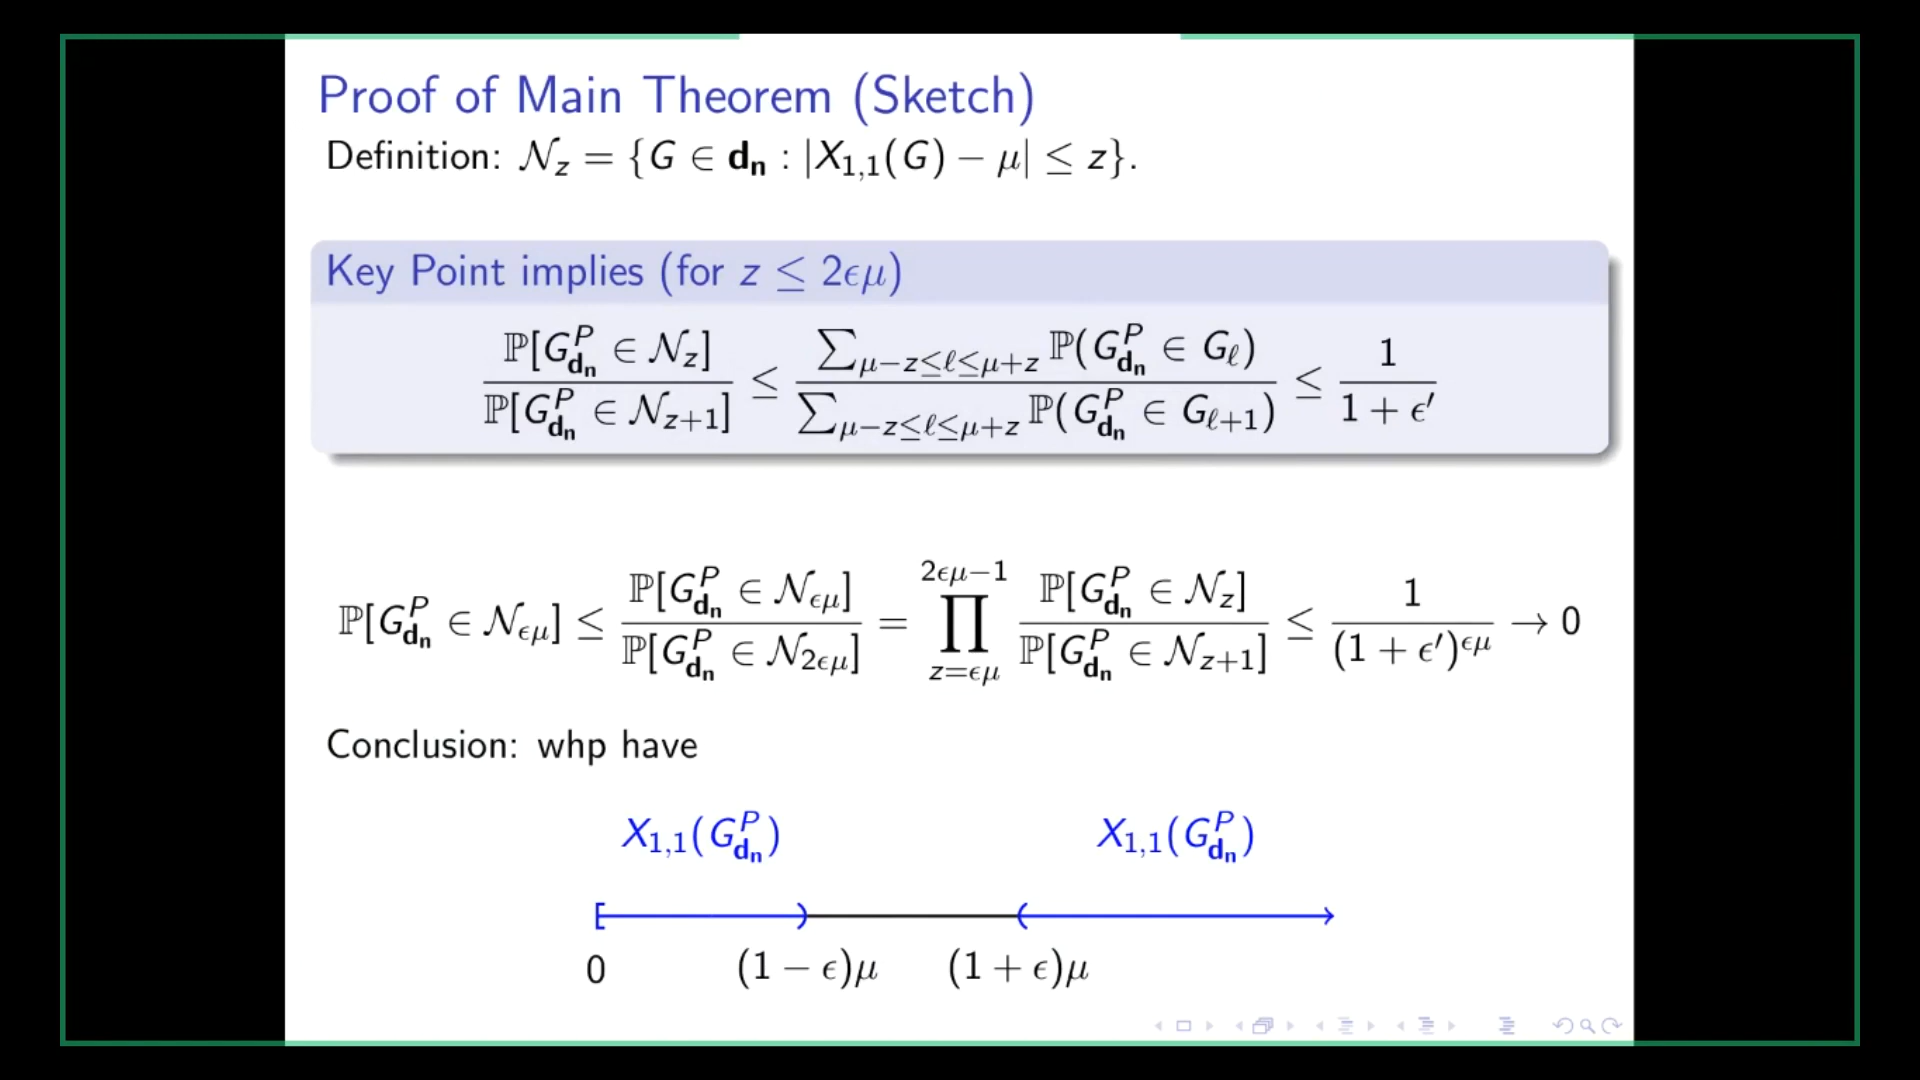 Proof of Main Theorem (Sketch)
Definition: 𝒩_z = {G ∈ d_n : |X_{1,1}(G) − μ| ≤ z}.
Key Point implies (for z ≤ 2ϵμ)
ℙ[G^P_{d_n} ∈ 𝒩_z] / ℙ[G^P_{d_n} ∈ 𝒩_{z+1}] ≤ ∑_{μ−z≤ℓ≤μ+z} ℙ(G^P_{d_n} ∈ G_ℓ) / ∑_{μ−z≤ℓ≤μ+z} ℙ(G^P_{d_n} ∈ G_{ℓ+1}) ≤ 1 / (1 + ϵ′)
ℙ[G^P_{d_n} ∈ 𝒩_{ϵμ}] ≤ ℙ[G^P_{d_n} ∈ 𝒩_{ϵμ}] / ℙ[G^P_{d_n} ∈ 𝒩_{2ϵμ}] = ∏_{z=ϵμ}^{2ϵμ−1} ℙ[G^P_{d_n} ∈ 𝒩_z] / ℙ[G^P_{d_n} ∈ 𝒩_{z+1}] ≤ 1 / (1 + ϵ′)^{ϵμ} → 0
Conclusion: whp have
X_{1,1}(G^P_{d_n}) X_{1,1}(G^P_{d_n})
0 (1 − ϵ)μ (1 + ϵ)μ